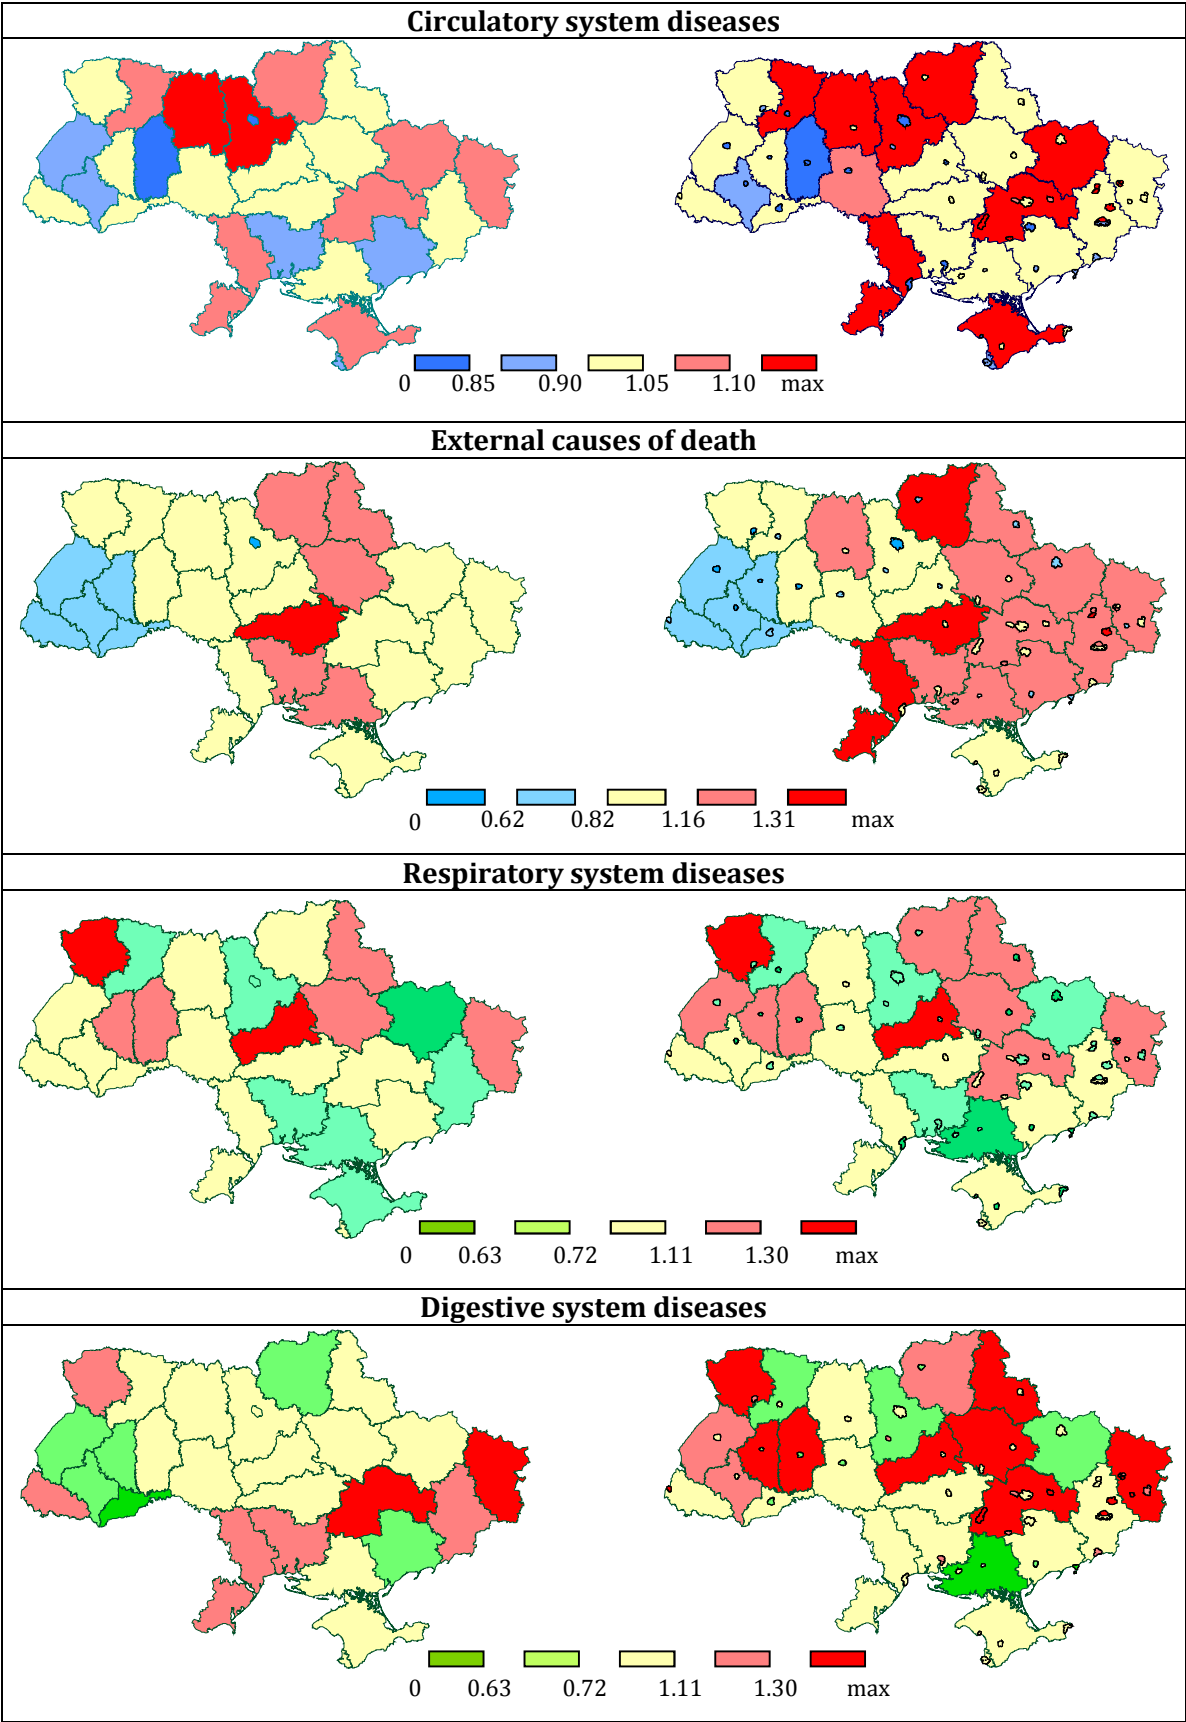 Circulatory system diseases
0 0.85 0.90 1.05 1.10 max
External causes of death
0 0.62 0.82 1.16 1.31 max
Respiratory system diseases
0 0.63 0.72 1.11 1.30 max
Digestive system diseases
0 0.63 0.72 1.11 1.30 max